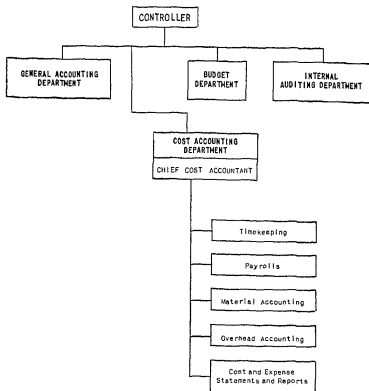 CONTROLLER
GENERAL ACCOUNTING
DEPARTMENT
BUDGET
DEPARTMENT
INTERNAL
AUDITING DEPARTMENT
COST ACCOUNTING
DEPARTMENT
CHIEF COST ACCOUNTANT
Timekeeping
Payrolls
Material Accounting
Overhead Accounting
Cost and Expense
Statements and Reports